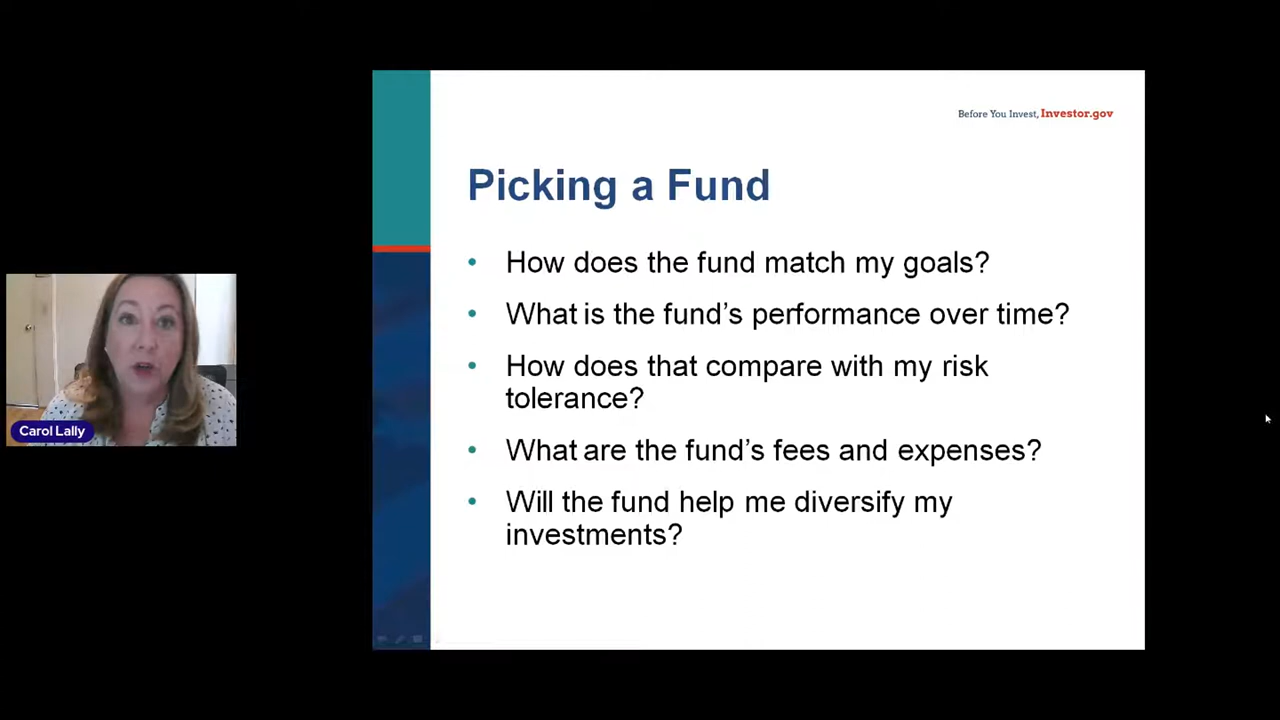 Before You Invest, Investor.gov
Picking a Fund
• How does the fund match my goals?
• What is the fund’s performance over time?
• How does that compare with my risk
tolerance?
• What are the fund’s fees and expenses?
• Will the fund help me diversify my
investments?
Carol Lally